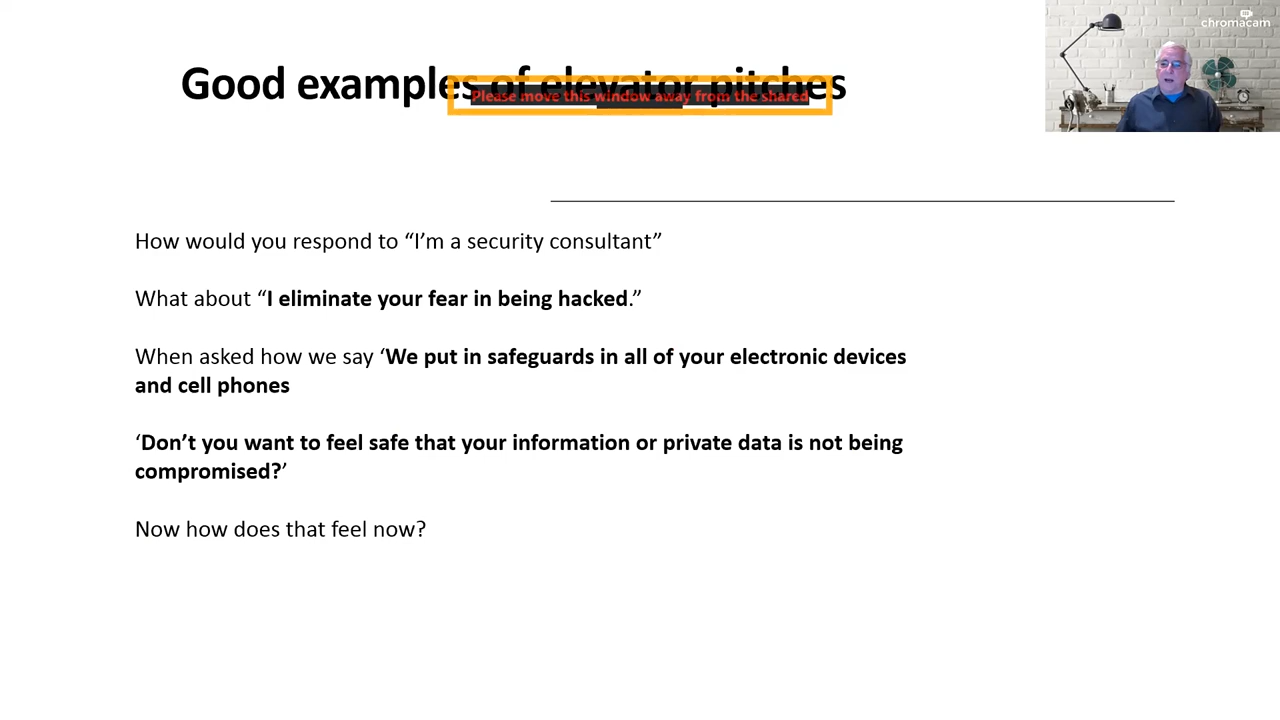 Good examples of elevator pitches
Please move this window away from the shared
chromacam
How would you respond to “I’m a security consultant”
What about “I eliminate your fear in being hacked.”
When asked how we say ‘We put in safeguards in all of your electronic devices
and cell phones
‘Don’t you want to feel safe that your information or private data is not being
compromised?’
Now how does that feel now?